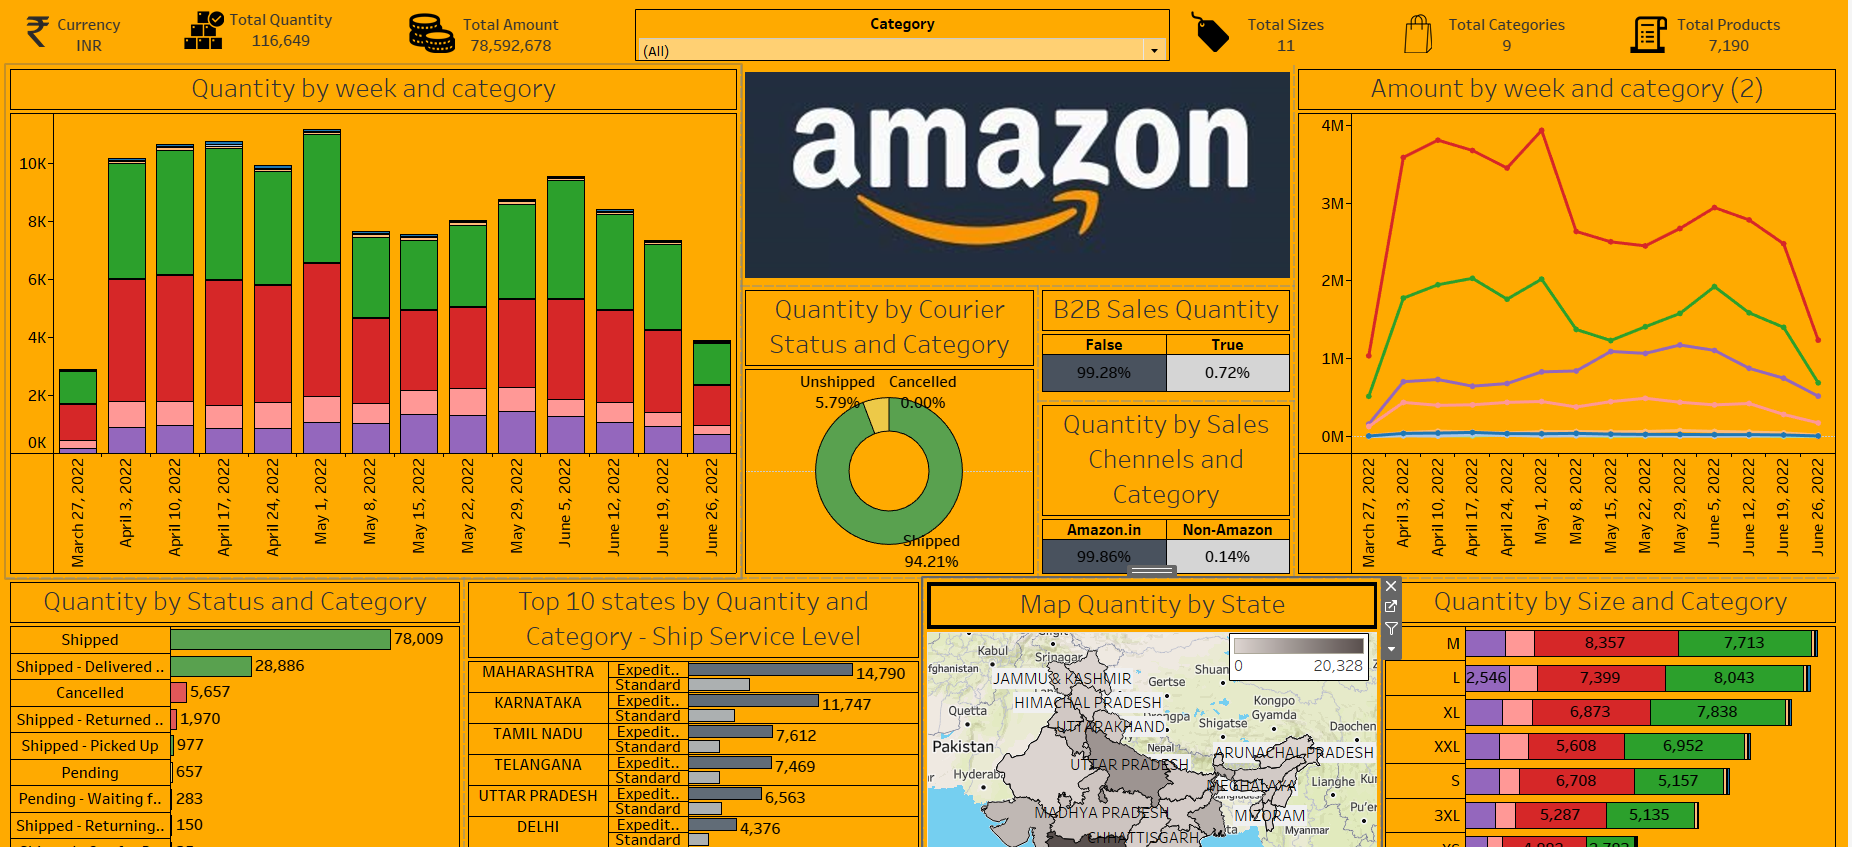 Currency
INR
Total Quantity
116,649
Total Amount
78,592,678
Category
(All)
Total Sizes
11
Total Categories
9
Total Products
7,190
Quantity by week and category
10K
8K
6K
4K
2K
0K
March 27, 2022
April 3, 2022
April 10, 2022
April 17, 2022
April 24, 2022
May 1, 2022
May 8, 2022
May 15, 2022
May 22, 2022
May 29, 2022
June 5, 2022
June 12, 2022
June 19, 2022
June 26, 2022
amazon
Quantity by Courier
Status and Category
Unshipped
5.79%
Cancelled
0.00%
Shipped
94.21%
B2B Sales Quantity
False True
99.28% 0.72%
Quantity by Sales
Chennels and
Category
Amazon.in Non-Amazon
99.86% 0.14%
Amount by week and category (2)
4M
3M
2M
1M
0M
March 27, 2022
April 3, 2022
April 10, 2022
April 17, 2022
April 24, 2022
May 1, 2022
May 8, 2022
May 15, 2022
May 22, 2022
May 29, 2022
June 5, 2022
June 12, 2022
June 19, 2022
June 26, 2022
Quantity by Status and Category
Shipped 78,009
Shipped - Delivered .. 28,886
Cancelled 5,657
Shipped - Returned .. 1,970
Shipped - Picked Up 977
Pending 657
Pending - Waiting f.. 283
Shipped - Returning.. 150
Top 10 states by Quantity and
Category - Ship Service Level
MAHARASHTRA Expedit.. 14,790
Standard
KARNATAKA Expedit.. 11,747
Standard
TAMIL NADU Expedit.. 7,612
Standard
TELANGANA Expedit.. 7,469
Standard
UTTAR PRADESH Expedit.. 6,563
Standard
DELHI Expedit.. 4,376
Standard
Map Quantity by State
0 20,328
Kabul
Srinagar
fghanistan
Shuan
JAMMU & KASHMIR
Gertse
HIMACHAL PRADESH
Kongpo
Gyamda
Quetta
Shigatse
UTTARAKHAND
Daochen
Pakistan
Nepal
ARUNACHAL PRADESH
UTTAR PRADESH
Hyderaba
MEGHALAYA
Lianghe
Kur
MADHYA PRADESH
MIZORAM
Pu'er
Myanmar
CHHATTISGARH
Quantity by Size and Category
M 8,357 7,713
L 2,546 7,399 8,043
XL 6,873 7,838
XXL 5,608 6,952
S 6,708 5,157
3XL 5,287 5,135